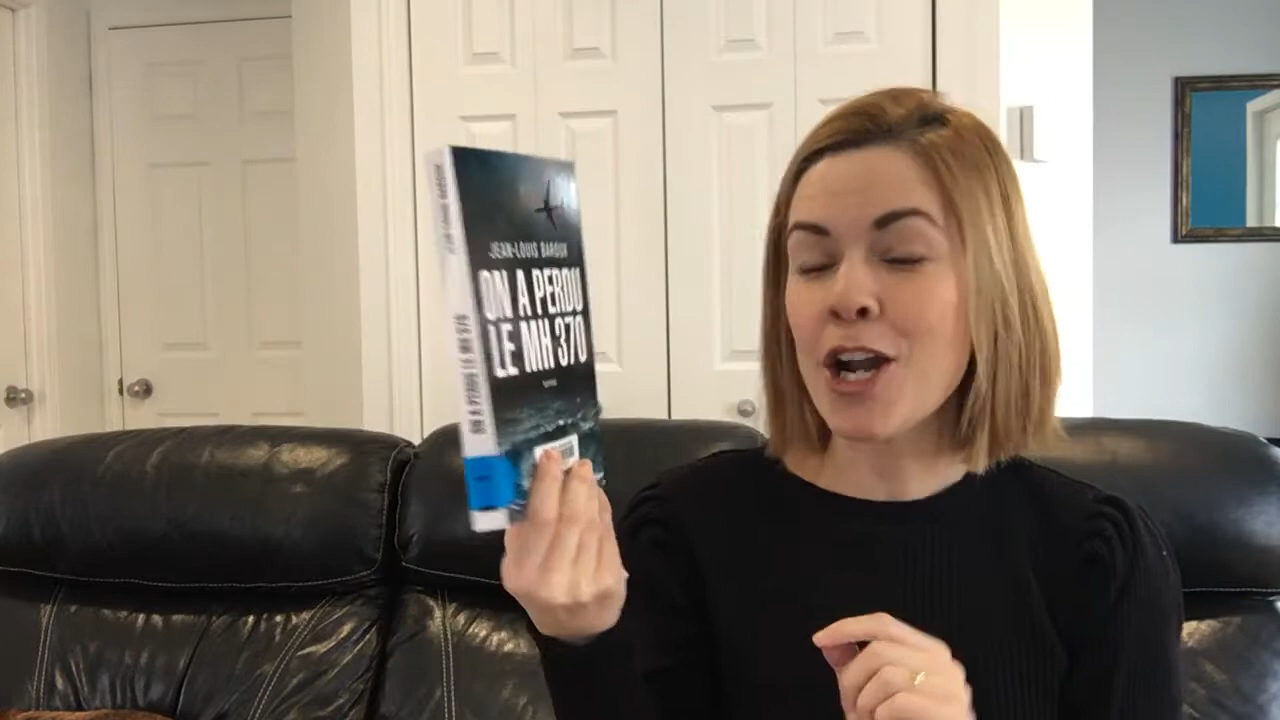 JEAN-LOUIS BAROUX
ON A PERDU
LE MH 370
ON A PERDU LE MH 370